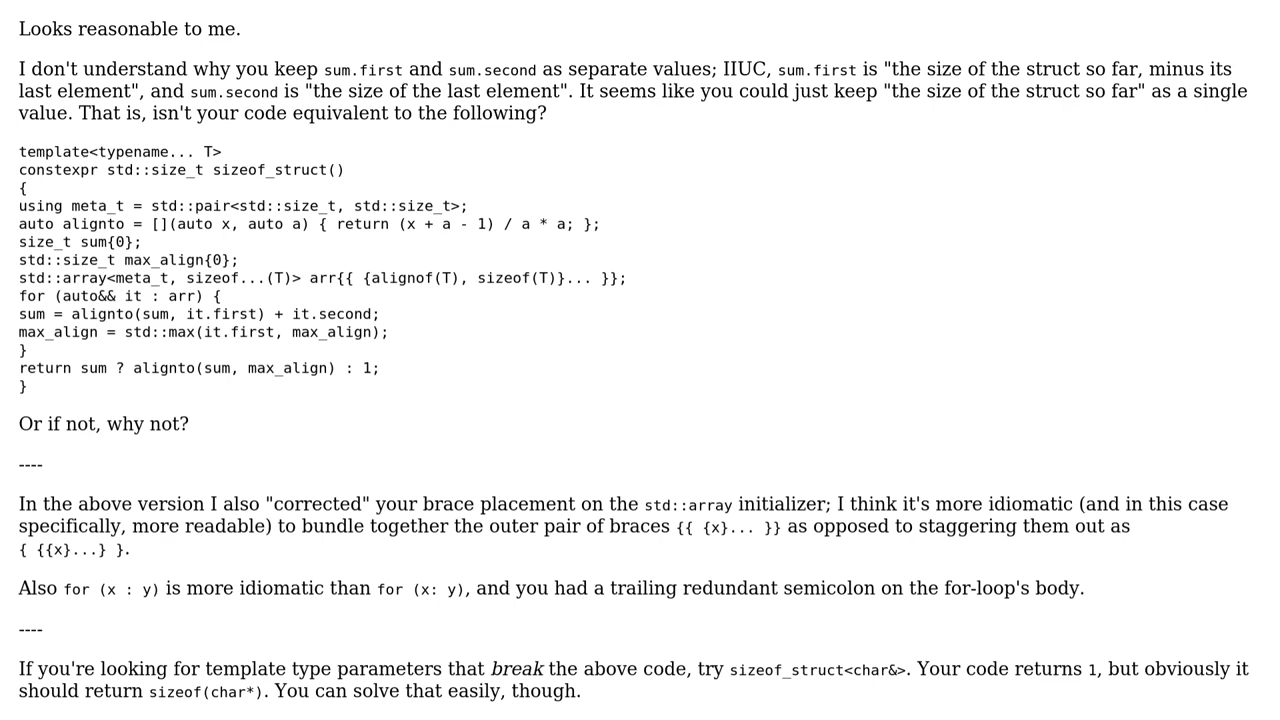 Looks reasonable to me.
I don't understand why you keep sum.first and sum.second as separate values; IIUC, sum.first is "the size of the struct so far, minus its
last element", and sum.second is "the size of the last element". It seems like you could just keep "the size of the struct so far" as a single
value. That is, isn't your code equivalent to the following?
template<typename... T>
constexpr std::size_t sizeof_struct()
{
using meta_t = std::pair<std::size_t, std::size_t>;
auto alignto = [](auto x, auto a) { return (x + a - 1) / a * a; };
size_t sum{0};
std::size_t max_align{0};
std::array<meta_t, sizeof...(T)> arr{{ {alignof(T), sizeof(T)}... }};
for (auto&& it : arr) {
sum = alignto(sum, it.first) + it.second;
max_align = std::max(it.first, max_align);
}
return sum ? alignto(sum, max_align) : 1;
}
Or if not, why not?
----
In the above version I also "corrected" your brace placement on the std::array initializer; I think it's more idiomatic (and in this case
specifically, more readable) to bundle together the outer pair of braces {{ {x}... }} as opposed to staggering them out as
{ {{x}...} }.
Also for (x : y) is more idiomatic than for (x: y), and you had a trailing redundant semicolon on the for-loop's body.
----
If you're looking for template type parameters that break the above code, try sizeof_struct<char&>. Your code returns 1, but obviously it
should return sizeof(char*). You can solve that easily, though.